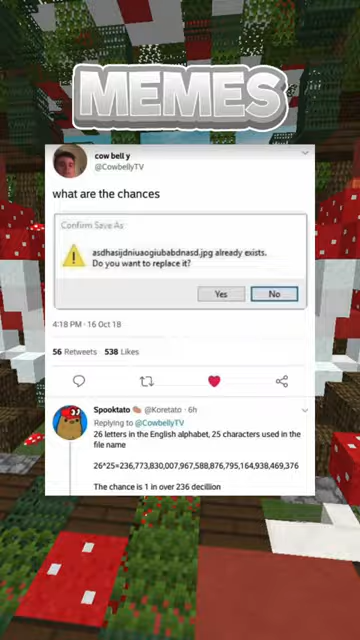 MEMES
cow bell y
@CowbellyTV
what are the chances
Confirm Save As
asdhasijdniuaogiubabdnasd.jpg already exists.
Do you want to replace it?
Yes
No
4:18 PM · 16 Oct 18
56 Retweets 538 Likes
Spooktato 🥔 @Koretato · 6h
Replying to @CowbellyTV
26 letters in the English alphabet, 25 characters used in the
file name
26*25=236,773,830,007,967,588,876,795,164,938,469,376
The chance is 1 in over 236 decillion